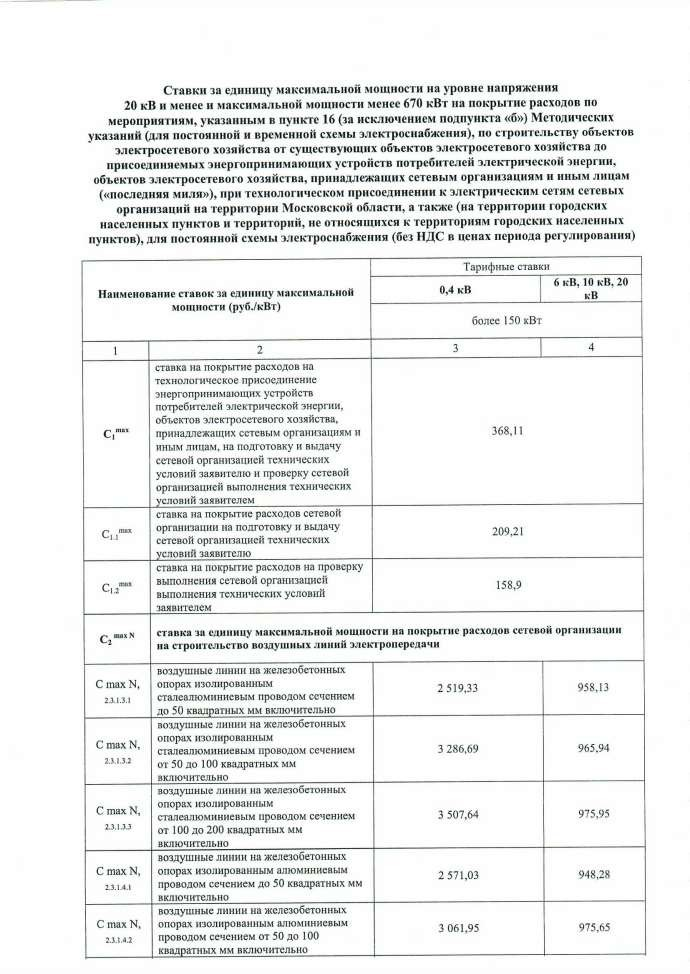 Ставки за единицу максимальной мощности на уровне напряжения
20 кВ и менее и максимальной мощности менее 670 кВт на покрытие расходов по
мероприятиям, указанным в пункте 16 (за исключением подпункта «б») Методических
указаний (для постоянной и временной схемы электроснабжения), по строительству объектов
электросетевого хозяйства от существующих объектов электросетевого хозяйства до
присоединяемых энергопринимающих устройств потребителей электрической энергии,
объектов электросетевого хозяйства, принадлежащих сетевым организациям и иным лицам
(«последняя миля»), при технологическом присоединении к электрическим сетям сетевых
организаций на территории Московской области, а также (на территории городских
населенных пунктов и территорий, не относящихся к территориям городских населенных
пунктов), для постоянной схемы электроснабжения (без НДС в ценах периода регулирования)
Наименование ставок за единицу максимальной
мощности (руб./кВт)
Тарифные ставки
0,4 кВ
6 кВ, 10 кВ, 20
кВ
более 150 кВт
1 2 3 4
C1 max
ставка на покрытие расходов на
технологическое присоединение
энергопринимающих устройств
потребителей электрической энергии,
объектов электросетевого хозяйства,
принадлежащих сетевым организациям и
иным лицам, на подготовку и выдачу
сетевой организацией технических
условий заявителю и проверку сетевой
организацией выполнения технических
условий заявителем
368,11
C1.1 max
ставка на покрытие расходов сетевой
организации на подготовку и выдачу
сетевой организацией технических
условий заявителю
209,21
C1.2 max
ставка на покрытие расходов на проверку
выполнения сетевой организацией
выполнения технических условий
заявителем
158,9
C2 max N
ставка за единицу максимальной мощности на покрытие расходов сетевой организации
на строительство воздушных линий электропередачи
C max N,
2.3.1.3.1
воздушные линии на железобетонных
опорах изолированным
сталеалюминиевым проводом сечением
до 50 квадратных мм включительно
2 519,33
958,13
C max N,
2.3.1.3.2
воздушные линии на железобетонных
опорах изолированным
сталеалюминиевым проводом сечением
от 50 до 100 квадратных мм
включительно
3 286,69
965,94
C max N,
2.3.1.3.3
воздушные линии на железобетонных
опорах изолированным
сталеалюминиевым проводом сечением
от 100 до 200 квадратных мм
включительно
3 507,64
975,95
C max N,
2.3.1.4.1
воздушные линии на железобетонных
опорах изолированным алюминиевым
проводом сечением до 50 квадратных мм
включительно
2 571,03
948,28
C max N,
2.3.1.4.2
воздушные линии на железобетонных
опорах изолированным алюминиевым
проводом сечением от 50 до 100
квадратных мм включительно
3 061,95
975,65